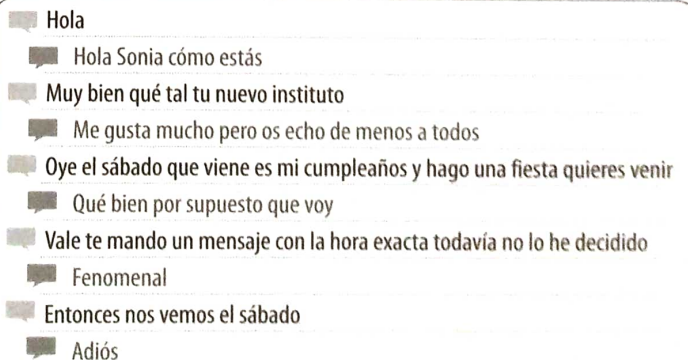 Hola
Hola Sonia cómo estás
Muy bien qué tal tu nuevo instituto
Me gusta mucho pero os echo de menos a todos
Oye el sábado que viene es mi cumpleaños y hago una fiesta quieres venir
Qué bien por supuesto que voy
Vale te mando un mensaje con la hora exacta todavía no lo he decidido
Fenomenal
Entonces nos vemos el sábado
Adiós